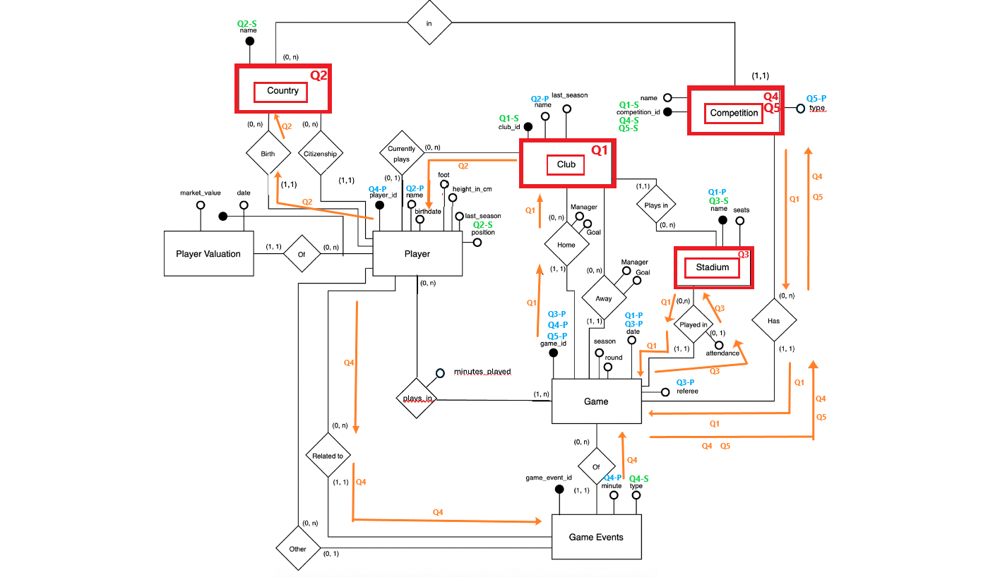 in
Q2-S
name
(0, n)
Q2
Country
(1,1)
name
Q1-S
competition_id
Q4-S
Q5-S
Q4
Q5
Competition
Q5-P
type
last_season
Q2-P
name
Q1-S
club_id
Q1
Club
(0, n)
Q2
(0, n)
Birth
Citizenship
(1,1)
(1,1)
Q2
Currently
plays
(0, n)
(0, 1)
Q2
foot
height_in_cm
Q4-P
player_id
Q2-P
name
birthdate
last_season
Q2-S
position
market_value
date
Player Valuation
(1, 1)
Of
(0, n)
Player
(0, n)
Q1
(0, n)
Manager
Goal
Home
(1, 1)
Q1
(1,1)
Plays in
(0, n)
Q1-P
Q3-S
name
seats
Q3
Stadium
Q1
Q4
Q5
(0, n)
Manager
Goal
Away
(1, 1)
Q3-P
Q4-P
Q5-P
game_id
Q1-P
Q3-P
date
season
round
Q1
(0,n)
Q3
Played in
(0, 1)
attendance
(1, 1)
Q1
Q3
(0, n)
Has
(1, 1)
Q1
Q4
Q5
Q4
minutes_played
plays_in
(1, n)
Game
Q3-P
referee
Q1
Q4 Q5
(0, n)
Related to
(1, 1)
Q4
Q4
(0, n)
Of
(1, 1)
Q4
game_event_id
Q4-P
minute
Q4-S
type
Game Events
(0, n)
Other
(0, 1)